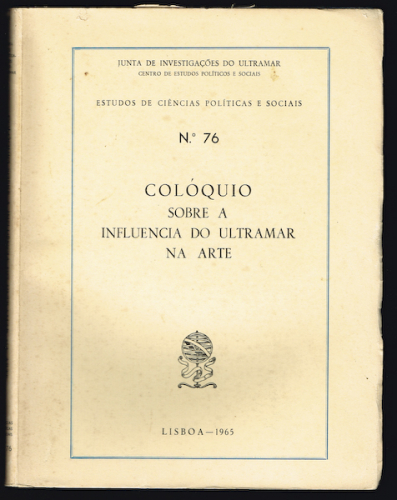 JUNTA DE INVESTIGAÇÕES DO ULTRAMAR
CENTRO DE ESTUDOS POLÍTICOS E SOCIAIS
ESTUDOS DE CIÊNCIAS POLÍTICAS E SOCIAIS
N.º 76
COLÓQUIO
SOBRE A
INFLUENCIA DO ULTRAMAR
NA ARTE
LISBOA—1965